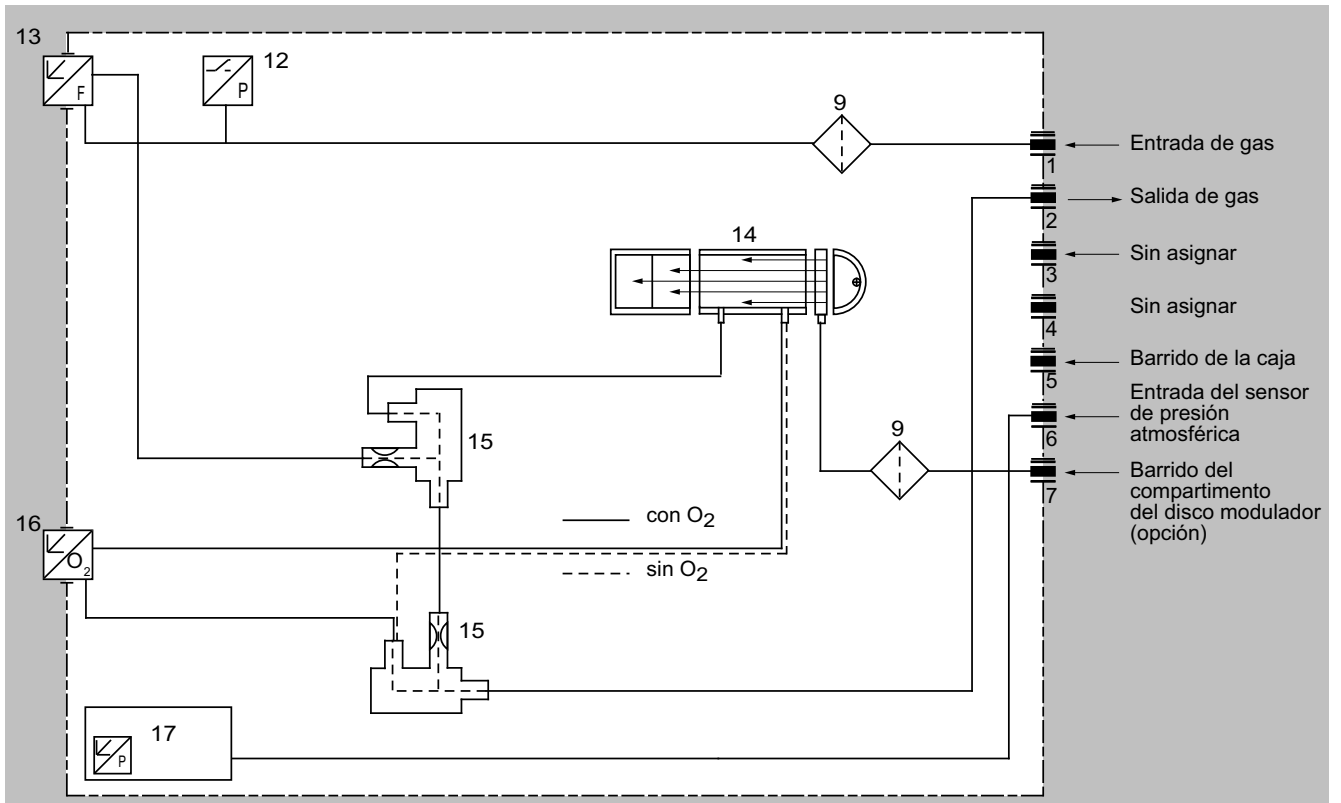 13
F
12
P
9
1
Entrada de gas
2
Salida de gas
14
3
Sin asignar
4
Sin asignar
5
Barrido de la caja
6
Entrada del sensor
de presión
atmosférica
15
9
7
Barrido del
compartimento
del disco modulador
(opción)
16
O2
con O2
sin O2
15
17
P